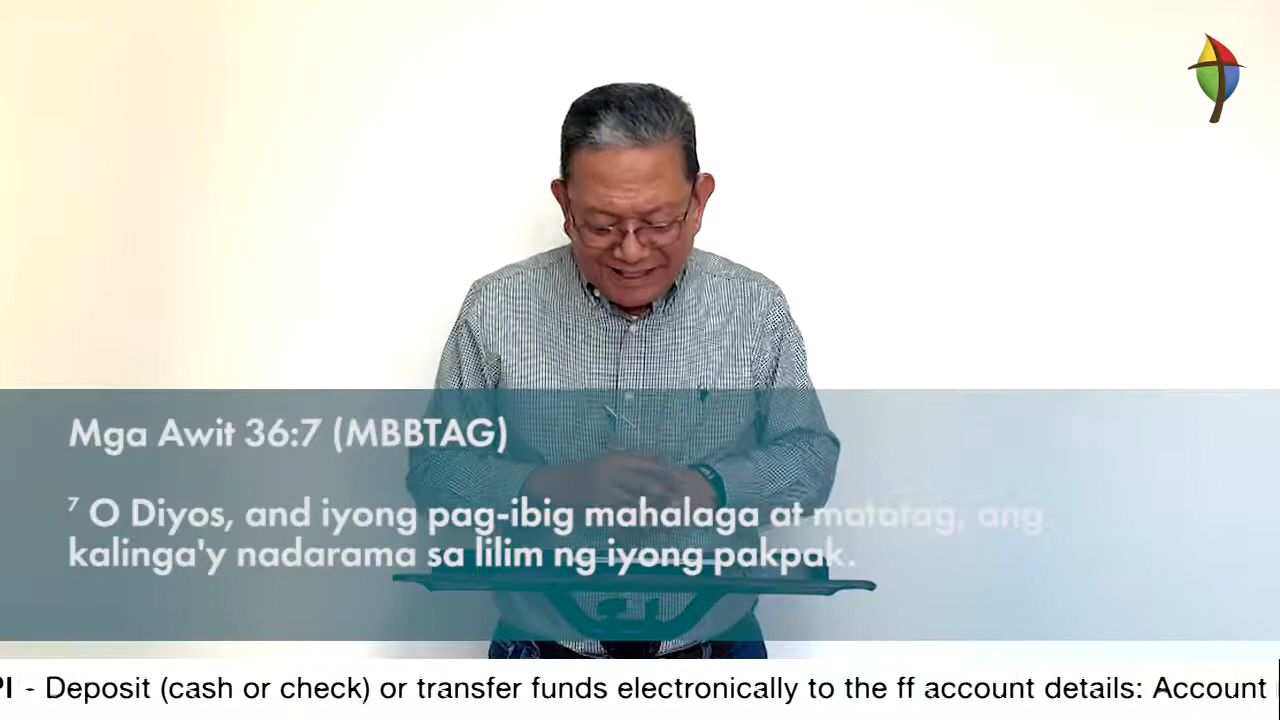 Mga Awit 36:7 (MBBTAG)
7 O Diyos, and iyong pag-ibig mahalaga at matatag, ang
kalinga'y nadarama sa lilim ng iyong pakpak.
PI - Deposit (cash or check) or transfer funds electronically to the ff account details: Account